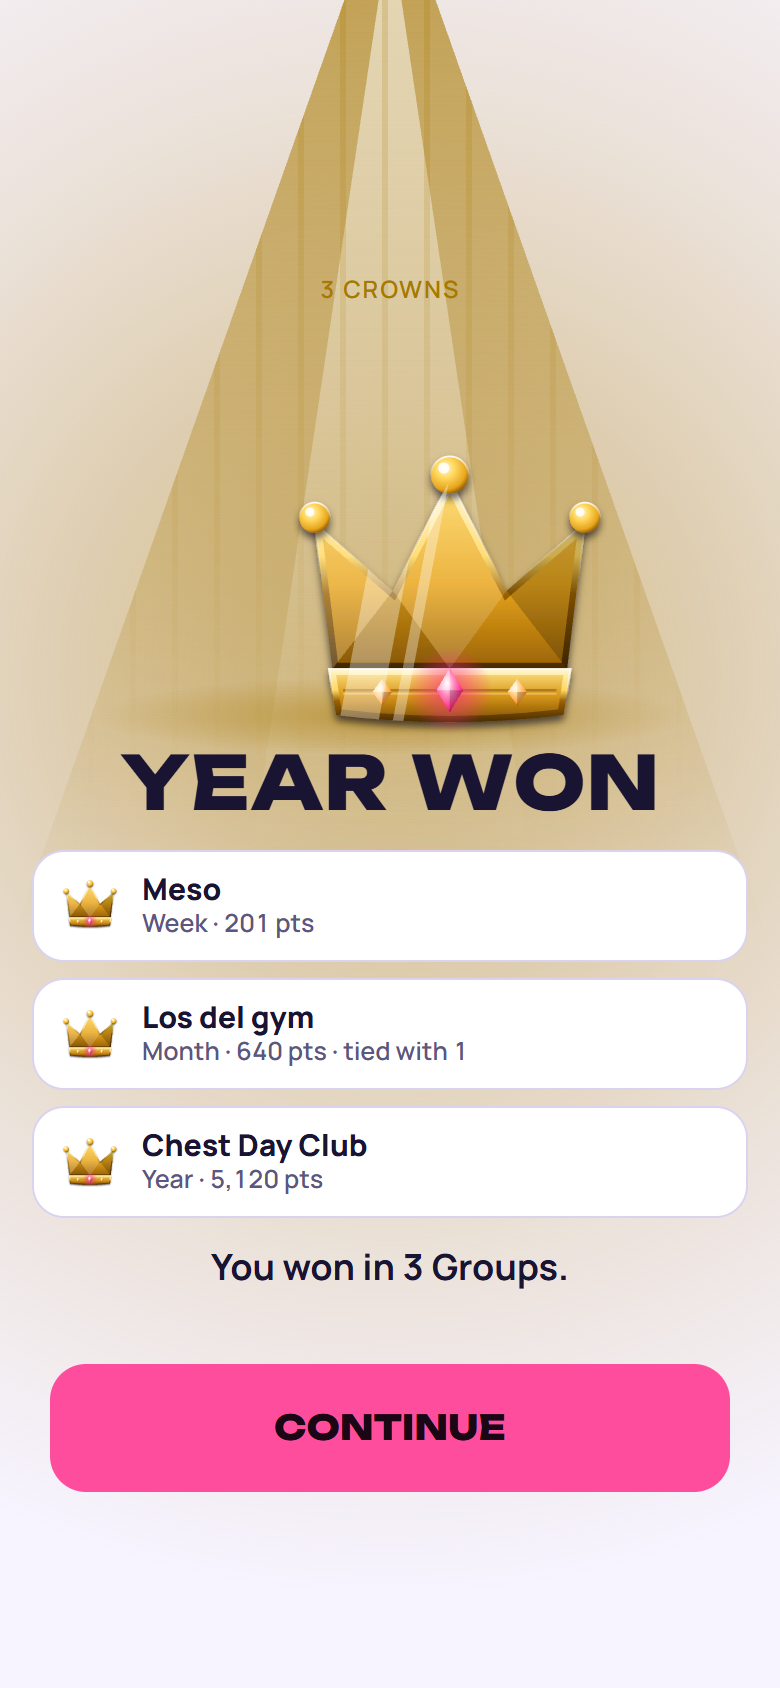 3 CROWNS
YEAR WON
Meso
Week · 201 pts
Los del gym
Month · 640 pts · tied with 1
Chest Day Club
Year · 5,120 pts
You won in 3 Groups.
CONTINUE